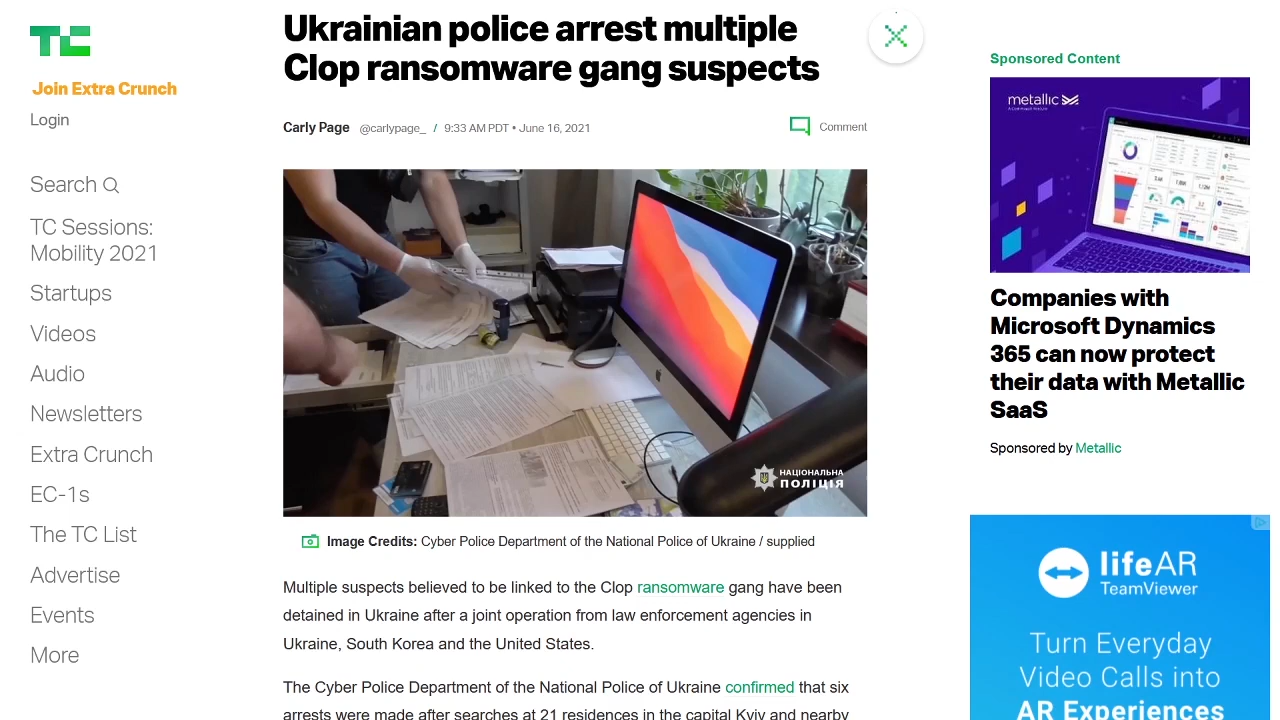 TC
Join Extra Crunch
Login
Search
TC Sessions:
Mobility 2021
Startups
Videos
Audio
Newsletters
Extra Crunch
EC-1s
The TC List
Advertise
Events
More
Ukrainian police arrest multiple
Clop ransomware gang suspects
Carly Page @carlypage_ / 9:33 AM PDT • June 16, 2021
Comment
НАЦІОНАЛЬНА
ПОЛІЦІЯ
Image Credits: Cyber Police Department of the National Police of Ukraine / supplied
Multiple suspects believed to be linked to the Clop ransomware gang have been
detained in Ukraine after a joint operation from law enforcement agencies in
Ukraine, South Korea and the United States.
The Cyber Police Department of the National Police of Ukraine confirmed that six
arrests were made after searches at 21 residences in the capital Kyiv and nearby
Sponsored Content
metallic
Companies with
Microsoft Dynamics
365 can now protect
their data with Metallic
SaaS
Sponsored by Metallic
lifeAR
TeamViewer
Turn Everyday
Video Calls into
AR Experiences